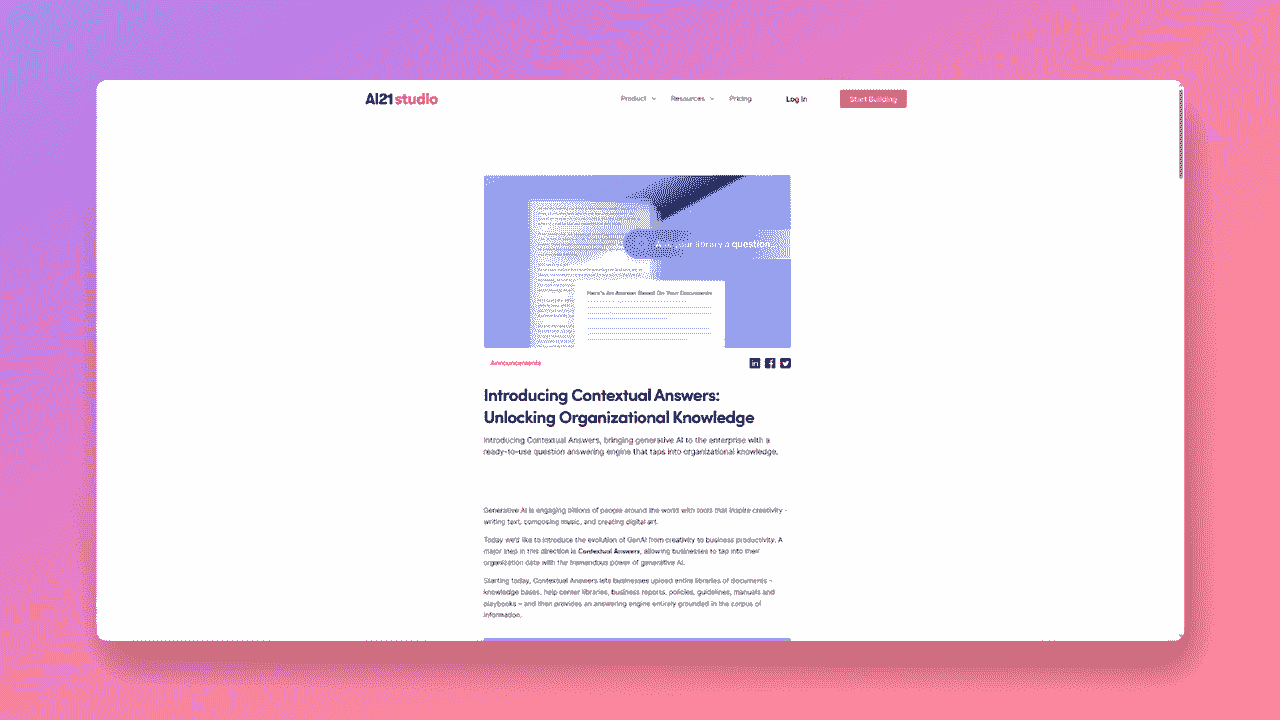 AI21 studio
Product
Resources
Pricing
Log In
Start Building
your library a question
Here's An Answer Based On Your Documents
Announcements
Introducing Contextual Answers:
Unlocking Organizational Knowledge
Introducing Contextual Answers, bringing generative AI to the enterprise with a
ready-to-use question answering engine that taps into organizational knowledge.
Generative AI is engaging billions of people around the world with tools that inspire creativity -
writing text, composing music, and creating digital art.
Today we'd like to introduce the evolution of GenAI from creativity to business productivity. A
major step in this direction is Contextual Answers, allowing businesses to tap into their
organization data with the tremendous power of generative AI.
Starting today, Contextual Answers lets businesses upload entire libraries of documents –
knowledge bases, help center libraries, business reports, policies, guidelines, manuals and
playbooks – and then provides an answering engine entirely grounded in the corpus of
information.